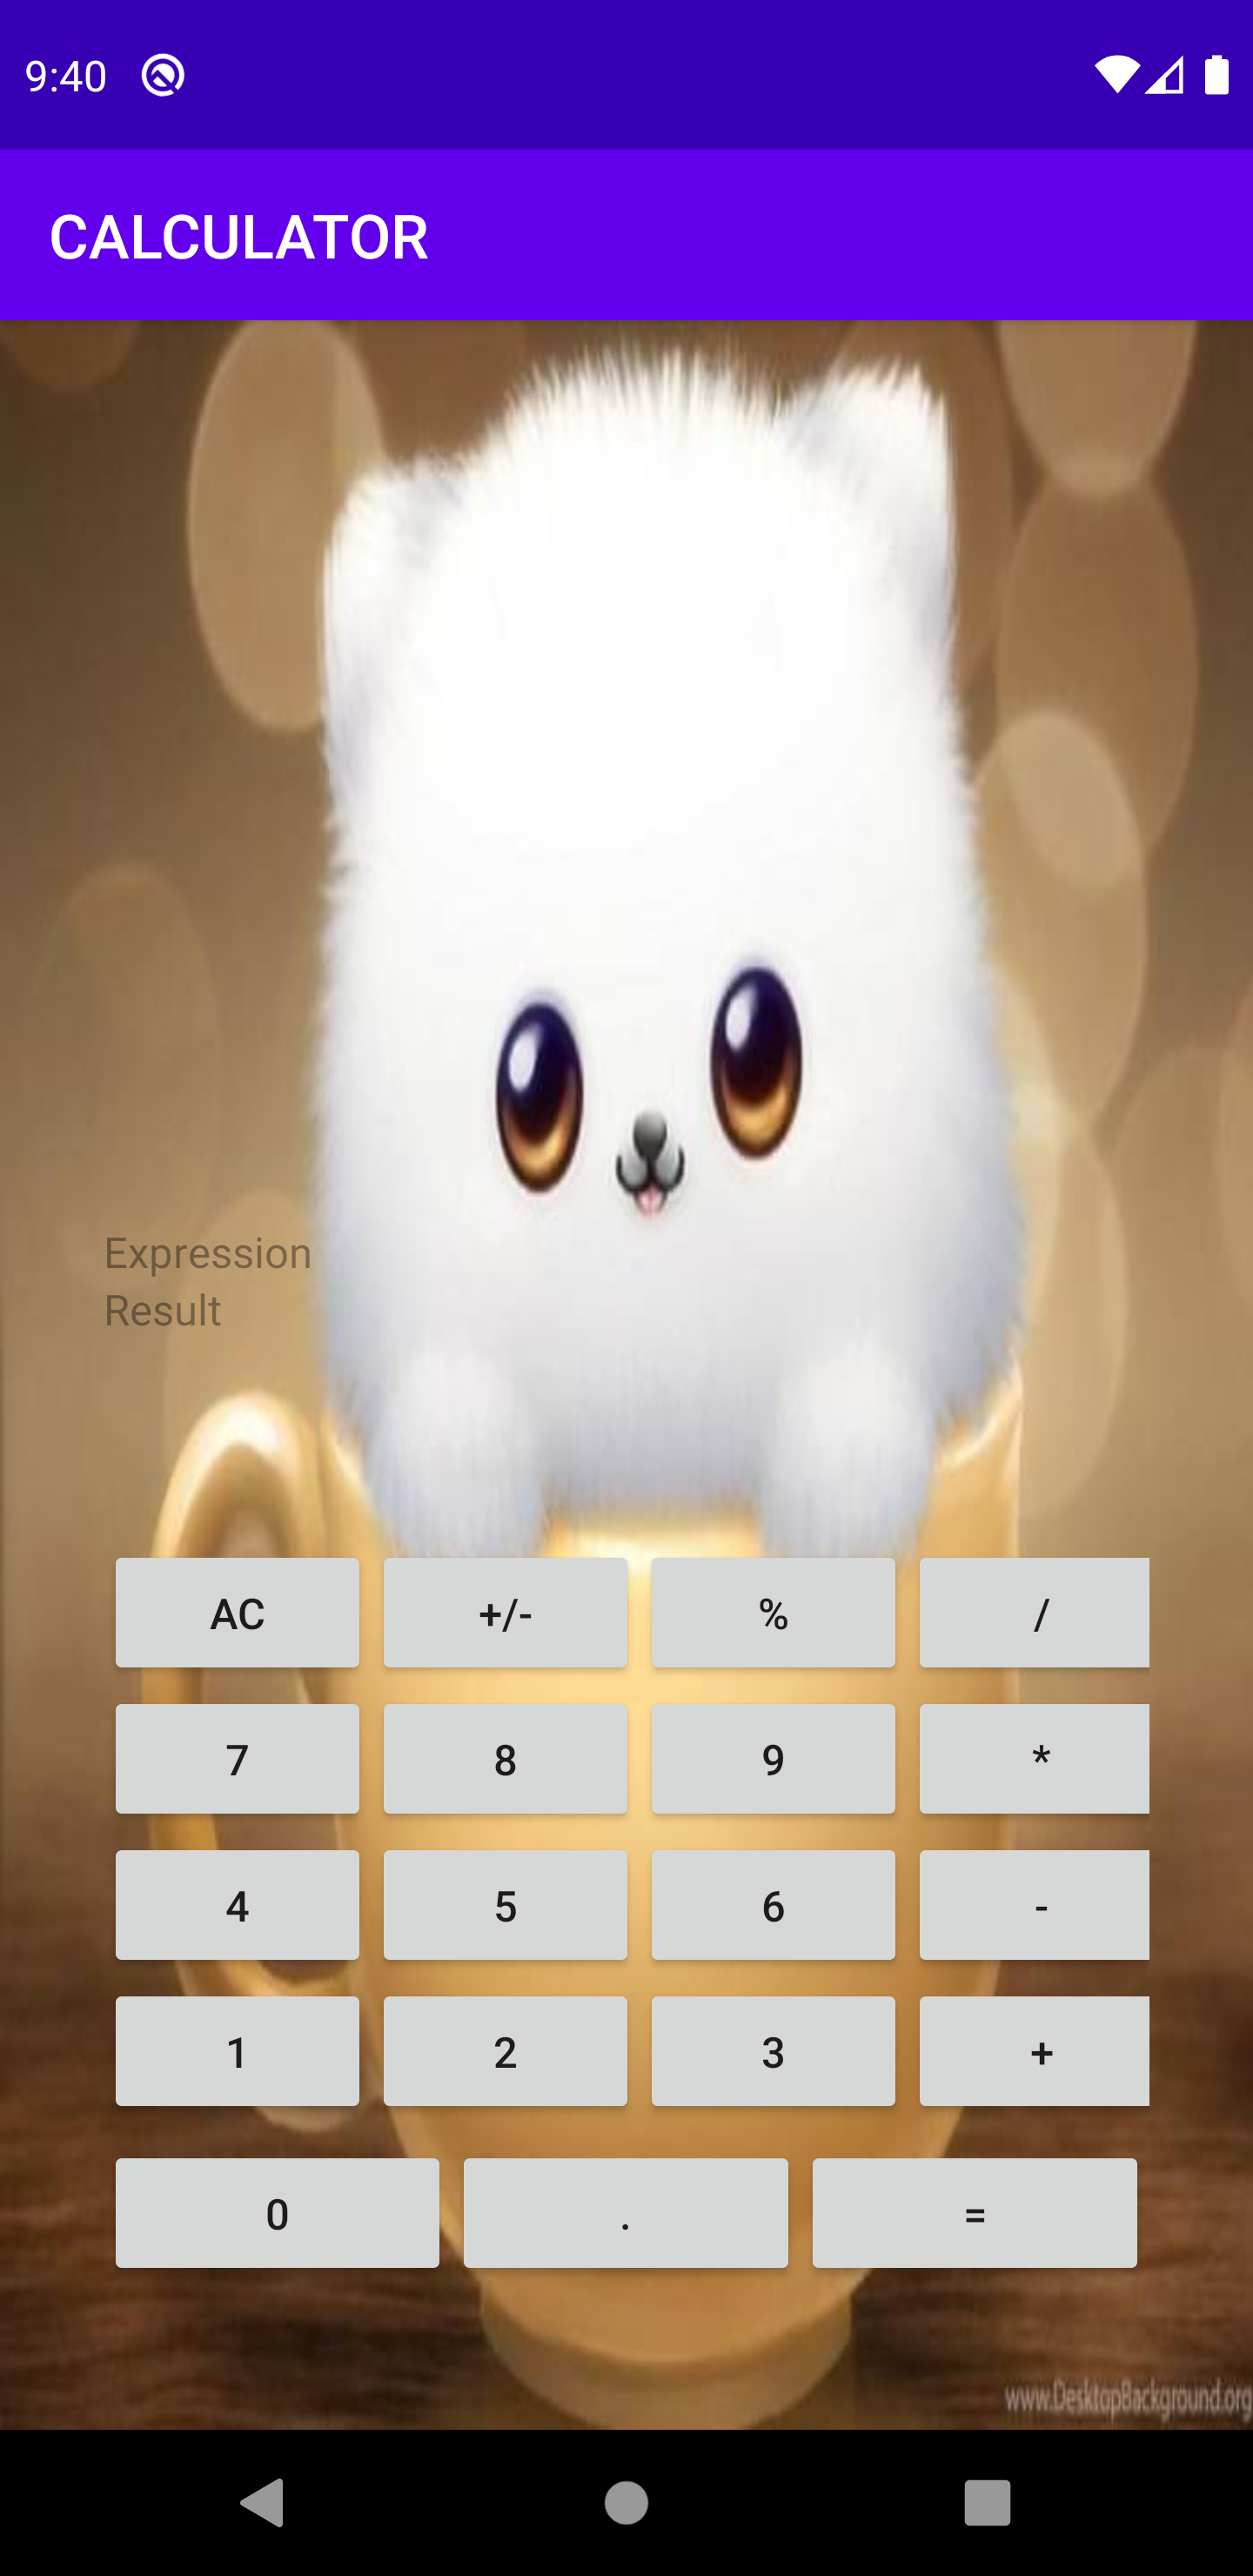 9:40
CALCULATOR
Expression
Result
AC +/- % /
7 8 9 *
4 5 6 -
1 2 3 +
0 . =
www.DesktopBackground.org